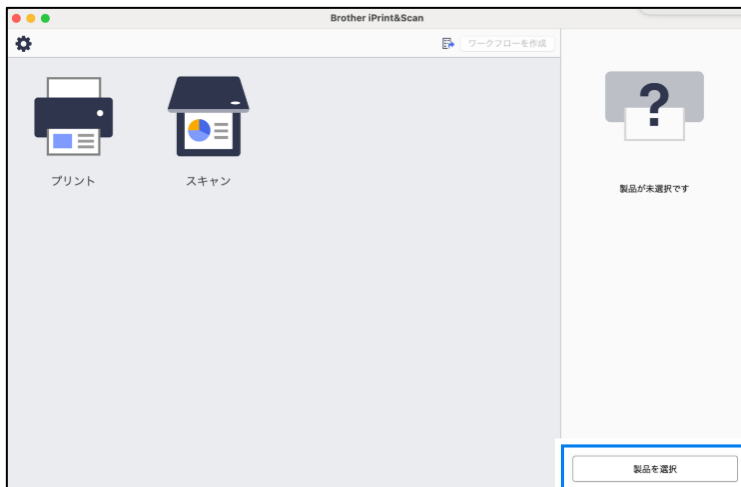 Brother iPrint&Scan
ワークフローを作成
プリント
スキャン
?
製品が未選択です
製品を選択